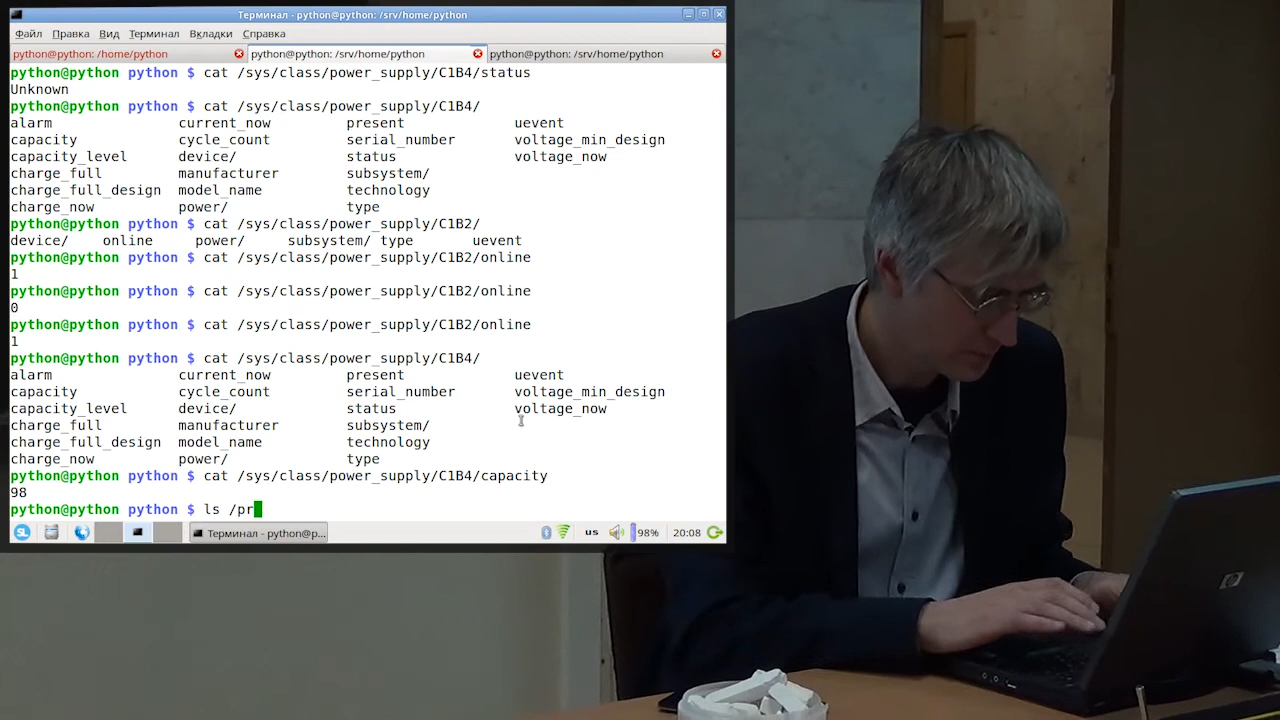 Терминал - python@python: /srv/home/python
Файл Правка Вид Терминал Вкладки Справка
python@python: /home/python python@python: /srv/home/python python@python: /srv/home/python
python@python python $ cat /sys/class/power_supply/C1B4/status
Unknown
python@python python $ cat /sys/class/power_supply/C1B4/
alarm current_now present uevent
capacity cycle_count serial_number voltage_min_design
capacity_level device/ status voltage_now
charge_full manufacturer subsystem/
charge_full_design model_name technology
charge_now power/ type
python@python python $ cat /sys/class/power_supply/C1B2/
device/ online power/ subsystem/ type uevent
python@python python $ cat /sys/class/power_supply/C1B2/online
1
python@python python $ cat /sys/class/power_supply/C1B2/online
0
python@python python $ cat /sys/class/power_supply/C1B2/online
1
python@python python $ cat /sys/class/power_supply/C1B4/
alarm current_now present uevent
capacity cycle_count serial_number voltage_min_design
capacity_level device/ status voltage_now
charge_full manufacturer subsystem/
charge_full_design model_name technology
charge_now power/ type
python@python python $ cat /sys/class/power_supply/C1B4/capacity
98
python@python python $ ls /pr
SL Терминал - python@p... us 98% 20:08
hp